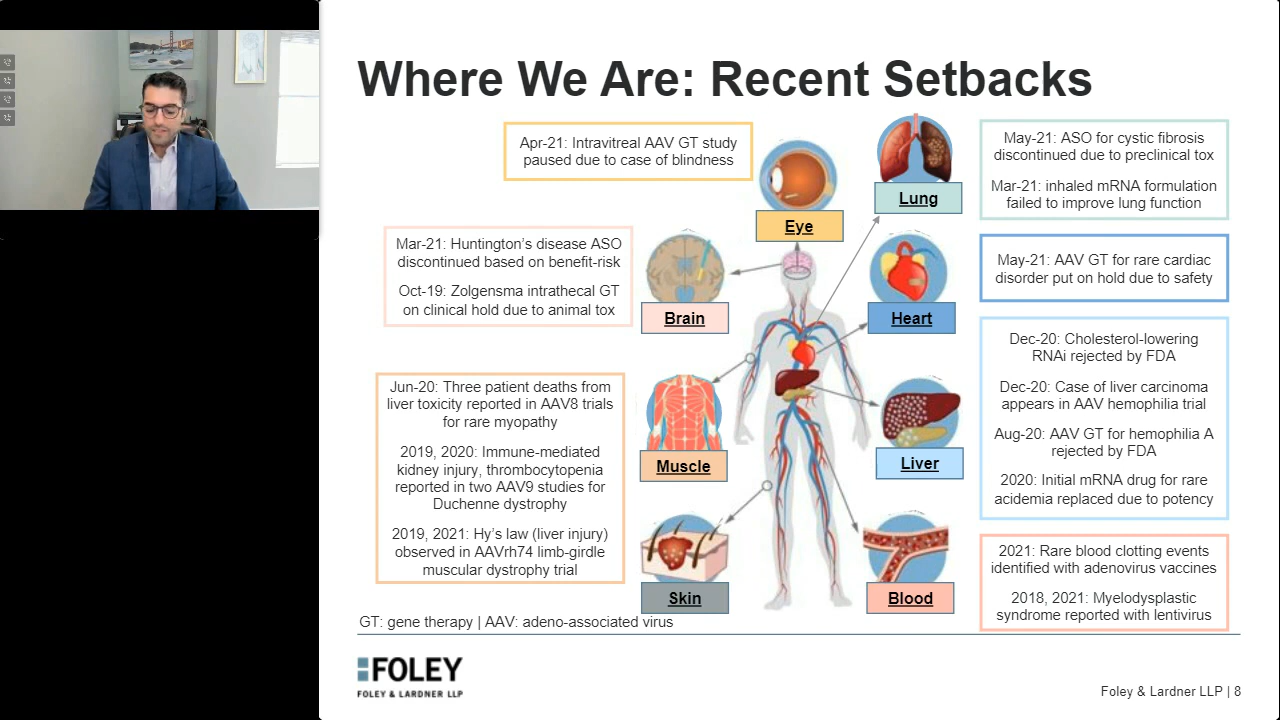 Where We Are: Recent Setbacks
Apr-21: Intravitreal AAV GT study
paused due to case of blindness
Eye
Lung
May-21: ASO for cystic fibrosis
discontinued due to preclinical tox
Mar-21: inhaled mRNA formulation
failed to improve lung function
Mar-21: Huntington's disease ASO
discontinued based on benefit-risk
Oct-19: Zolgensma intrathecal GT
on clinical hold due to animal tox
Brain
Heart
May-21: AAV GT for rare cardiac
disorder put on hold due to safety
Jun-20: Three patient deaths from
liver toxicity reported in AAV8 trials
for rare myopathy
2019, 2020: Immune-mediated
kidney injury, thrombocytopenia
reported in two AAV9 studies for
Duchenne dystrophy
2019, 2021: Hy's law (liver injury)
observed in AAVrh74 limb-girdle
muscular dystrophy trial
Muscle
Liver
Dec-20: Cholesterol-lowering
RNAi rejected by FDA
Dec-20: Case of liver carcinoma
appears in AAV hemophilia trial
Aug-20: AAV GT for hemophilia A
rejected by FDA
2020: Initial mRNA drug for rare
acidemia replaced due to potency
Skin
Blood
2021: Rare blood clotting events
identified with adenovirus vaccines
2018, 2021: Myelodysplastic
syndrome reported with lentivirus
GT: gene therapy | AAV: adeno-associated virus
FOLEY
FOLEY & LARDNER LLP
Foley & Lardner LLP | 8